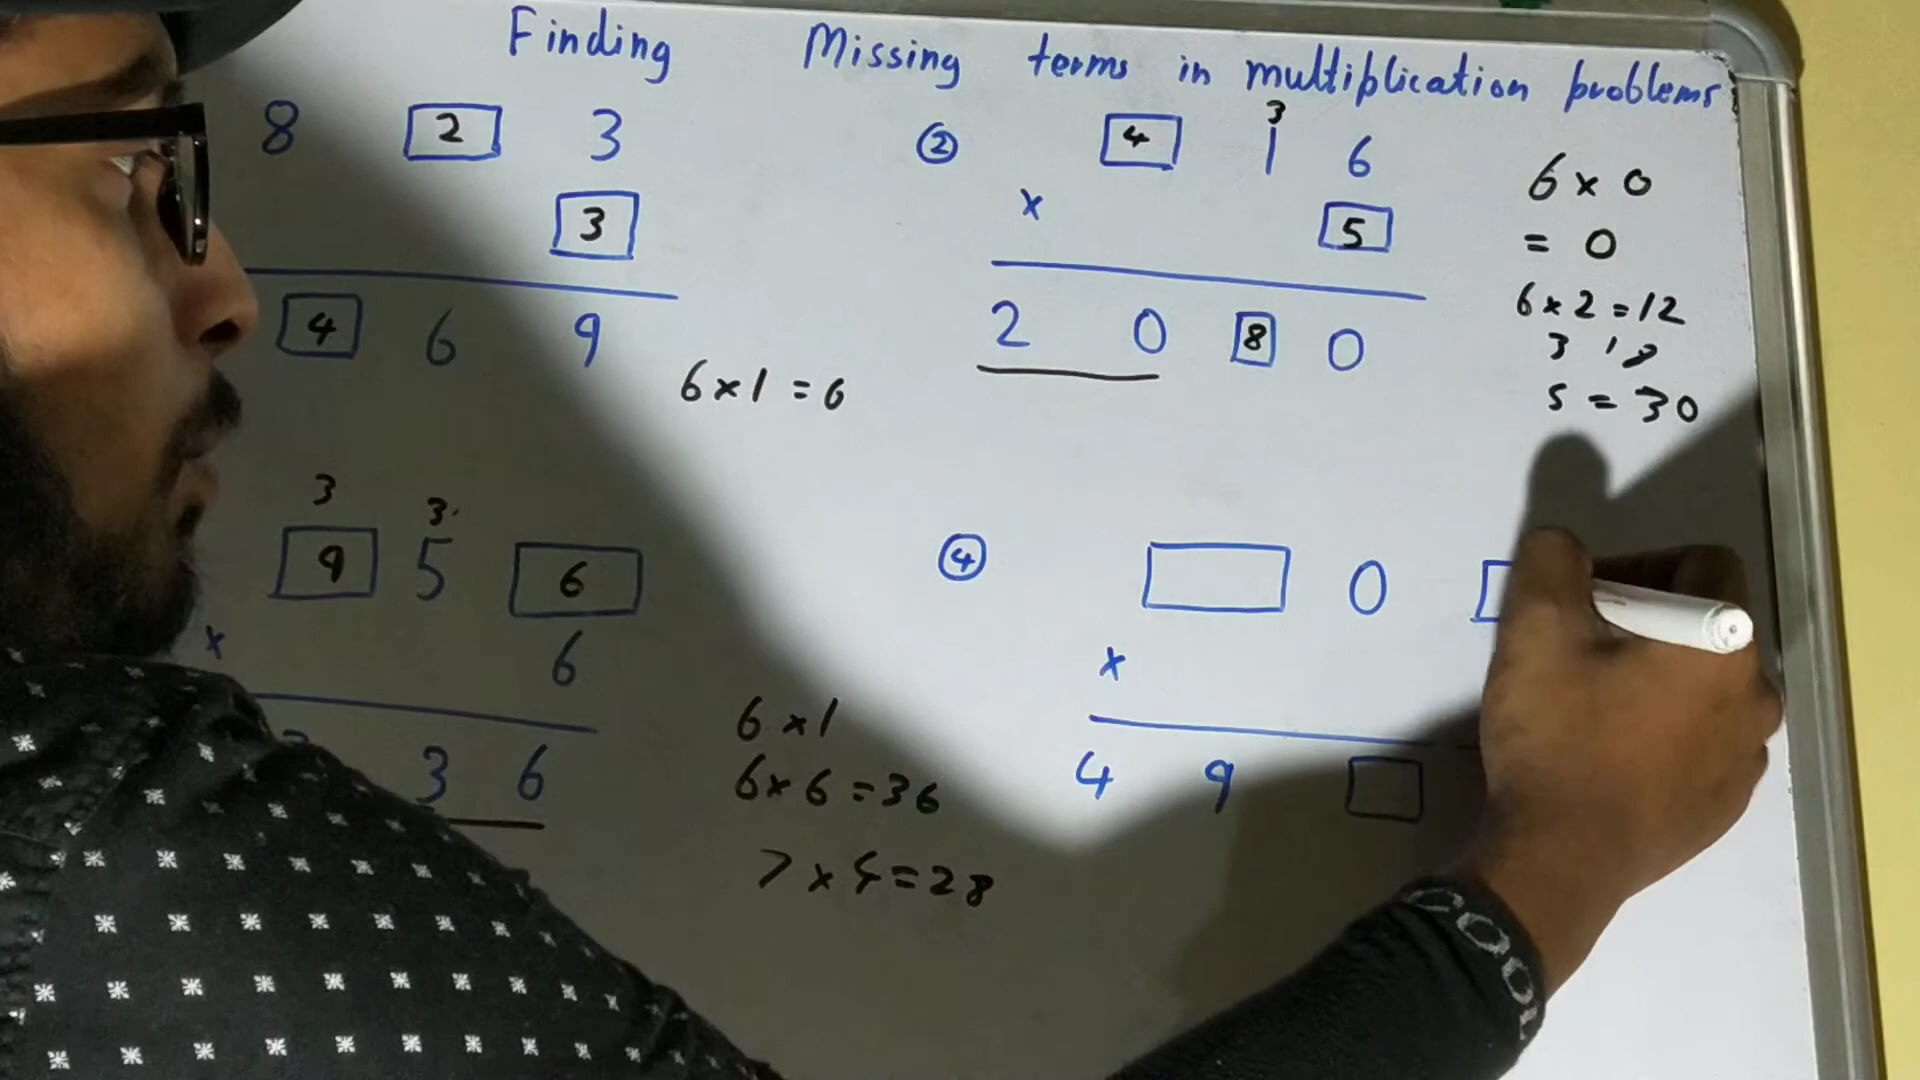 Finding Missing terms in multiplication problems
8 2 3
3
4 6 9
② 4 1 6
3
x 5
2 0 8 0
6 x 0
= 0
6 x 2 = 12
3 18
5 = 30
6 x 1 = 6
3 3
9 5 6
x 6
3 6
6 x 1
6 x 6 = 36
7 x 4 = 28
④ 0
x
4 9
COOL